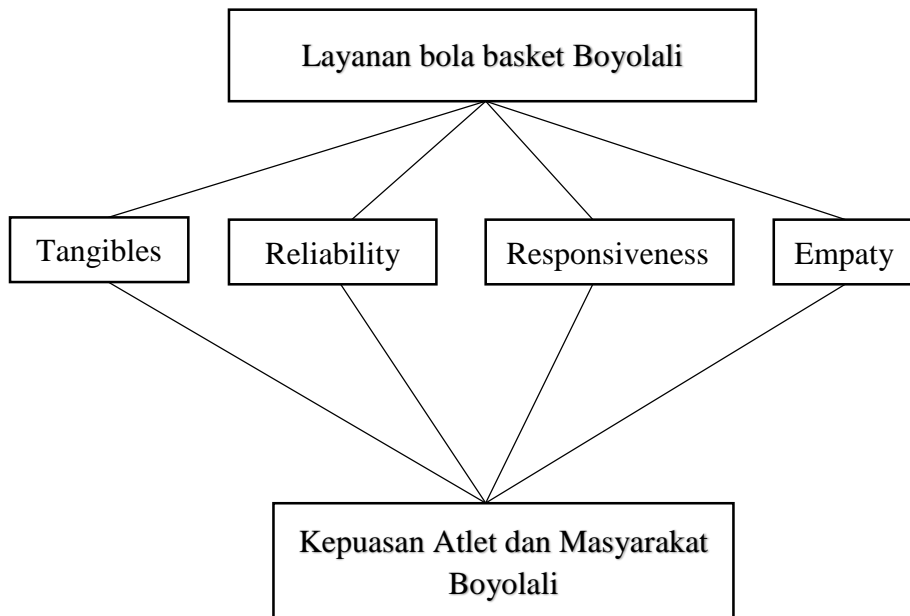 Layanan bola basket Boyolali
Tangibles
Reliability
Responsiveness
Empaty
Kepuasan Atlet dan Masyarakat
Boyolali